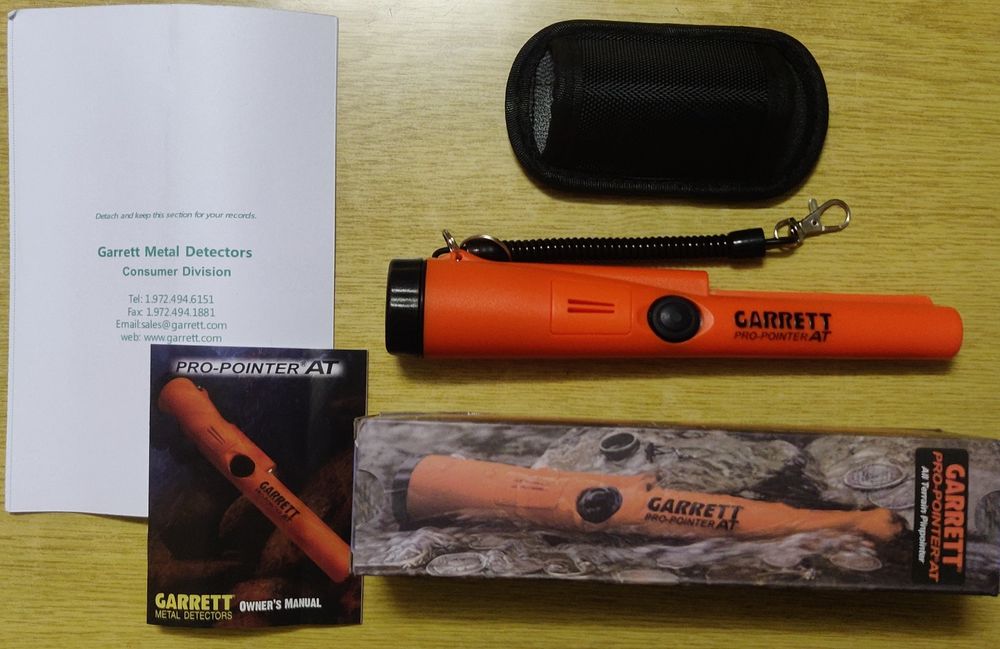 Detach and keep this section for your records.
Garrett Metal Detectors
Consumer Division
Tel: 1.972.494.6151
Fax: 1.972.494.1881
Email:sales@garrett.com
web: www.garrett.com
PRO-POINTER® AT
GARRETT
GARRETT®
METAL DETECTORS
OWNER'S MANUAL
GARRETT
PRO-POINTER AT
GARRETT
PRO-POINTER AT
GARRETT
PRO-POINTER® AT
All Terrain Pinpointer